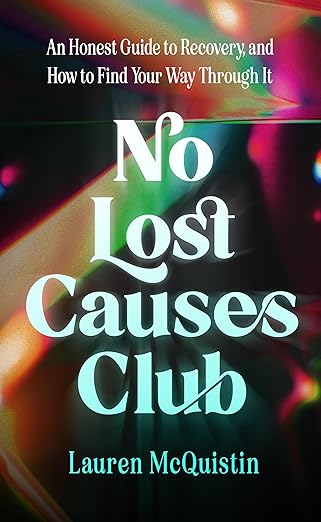 An Honest Guide to Recovery, and
How to Find Your Way Through It
No
Lost
Causes
Club
Lauren McQuistin